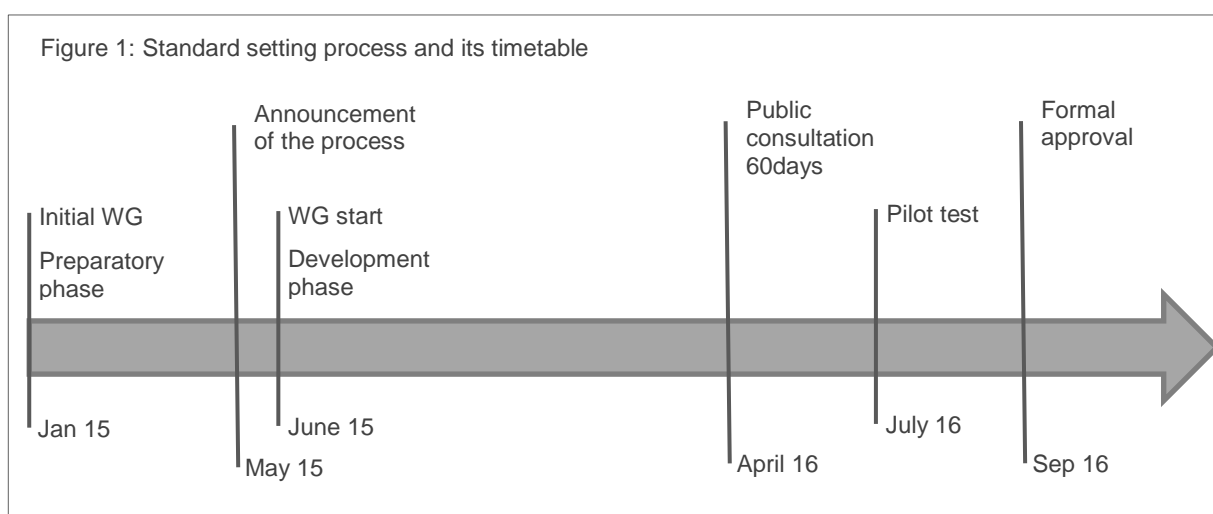 Figure 1: Standard setting process and its timetable
Announcement
of the process
Public
consultation
60days
Formal
approval
Initial WG
Preparatory
phase
WG start
Development
phase
Pilot test
Jan 15
May 15
June 15
April 16
July 16
Sep 16